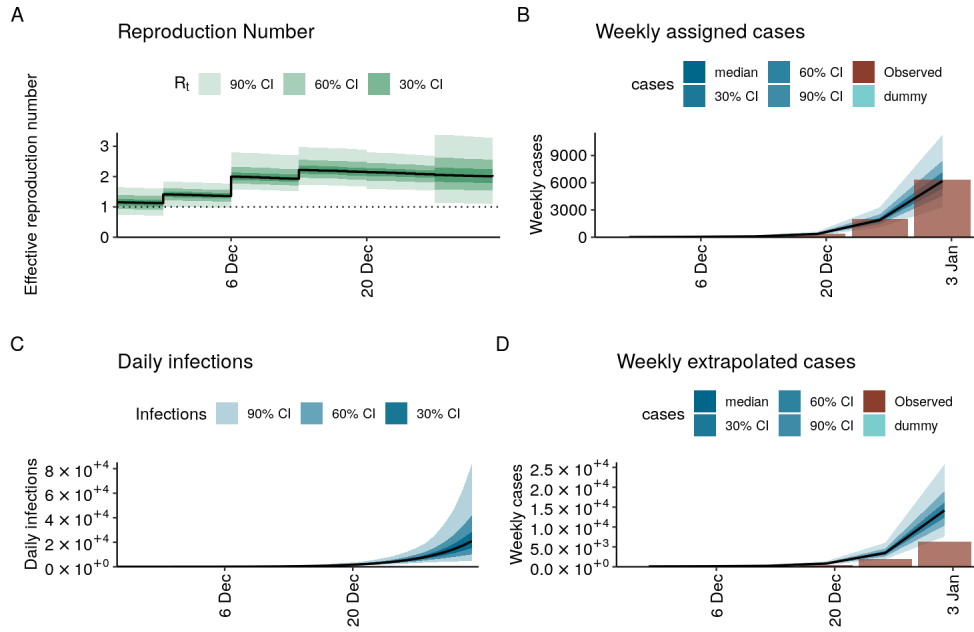 A
Reproduction Number
Rt
90% CI
60% CI
30% CI
Effective reproduction number
3
2
1
0
6 Dec
20 Dec
B
Weekly assigned cases
cases
median
60% CI
Observed
30% CI
90% CI
dummy
Weekly cases
9000
6000
3000
0
6 Dec
20 Dec
3 Jan
C
Daily infections
Infections
90% CI
60% CI
30% CI
Daily infections
8 × 10+4
6 × 10+4
4 × 10+4
2 × 10+4
0 × 10+0
6 Dec
20 Dec
D
Weekly extrapolated cases
cases
median
60% CI
Observed
30% CI
90% CI
dummy
Weekly cases
2.5 × 10+4
2.0 × 10+4
1.5 × 10+4
1.0 × 10+4
5.0 × 10+3
0.0 × 10+0
6 Dec
20 Dec
3 Jan